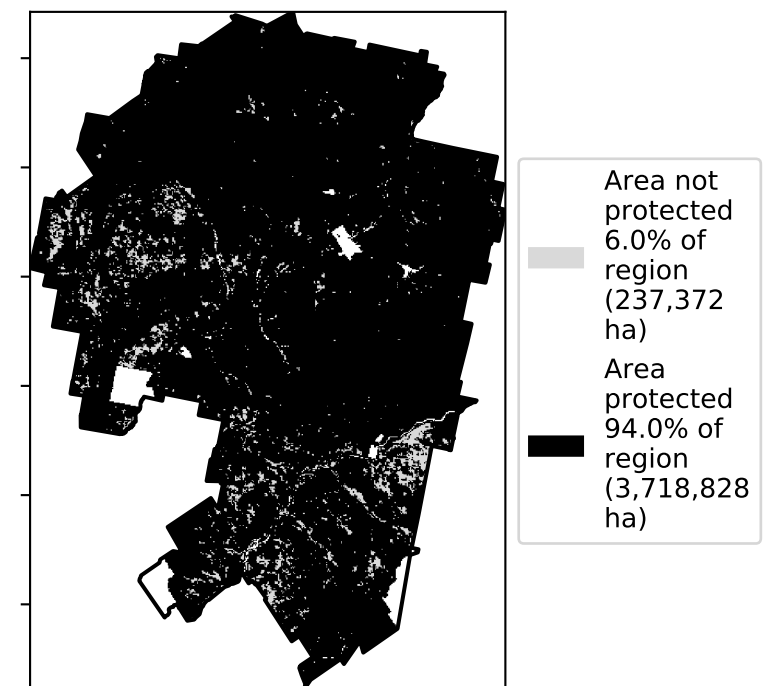 Area not
protected
6.0% of
region
(237,372
ha)
Area
protected
94.0% of
region
(3,718,828
ha)